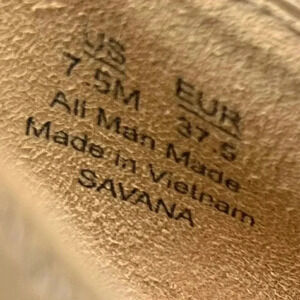 US EUR
7.5M 37.5
All Man Made
Made in Vietnam
SAVANA